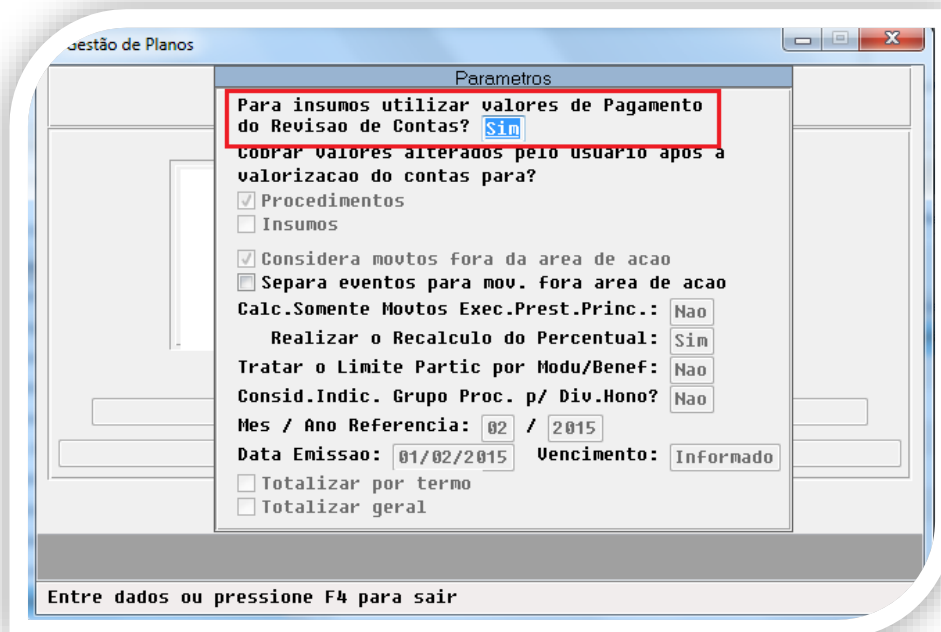 Gestão de Planos
Parametros
Para insumos utilizar valores de Pagamento
do Revisao de Contas? Sim
Cobrar valores alterados pelo usuario apos a
valorizacao do contas para?
Procedimentos
Insumos
Considera movtos fora da area de acao
Separa eventos para mov. fora area de acao
Calc.Somente Movtos Exec.Prest.Princ.: Nao
Realizar o Recalculo do Percentual: Sim
Tratar o Limite Partic por Modu/Benef: Nao
Consid.Indic. Grupo Proc. p/ Div.Hono? Nao
Mes / Ano Referencia: 02 / 2015
Data Emissao: 01/02/2015 Vencimento: Informado
Totalizar por termo
Totalizar geral
Entre dados ou pressione F4 para sair